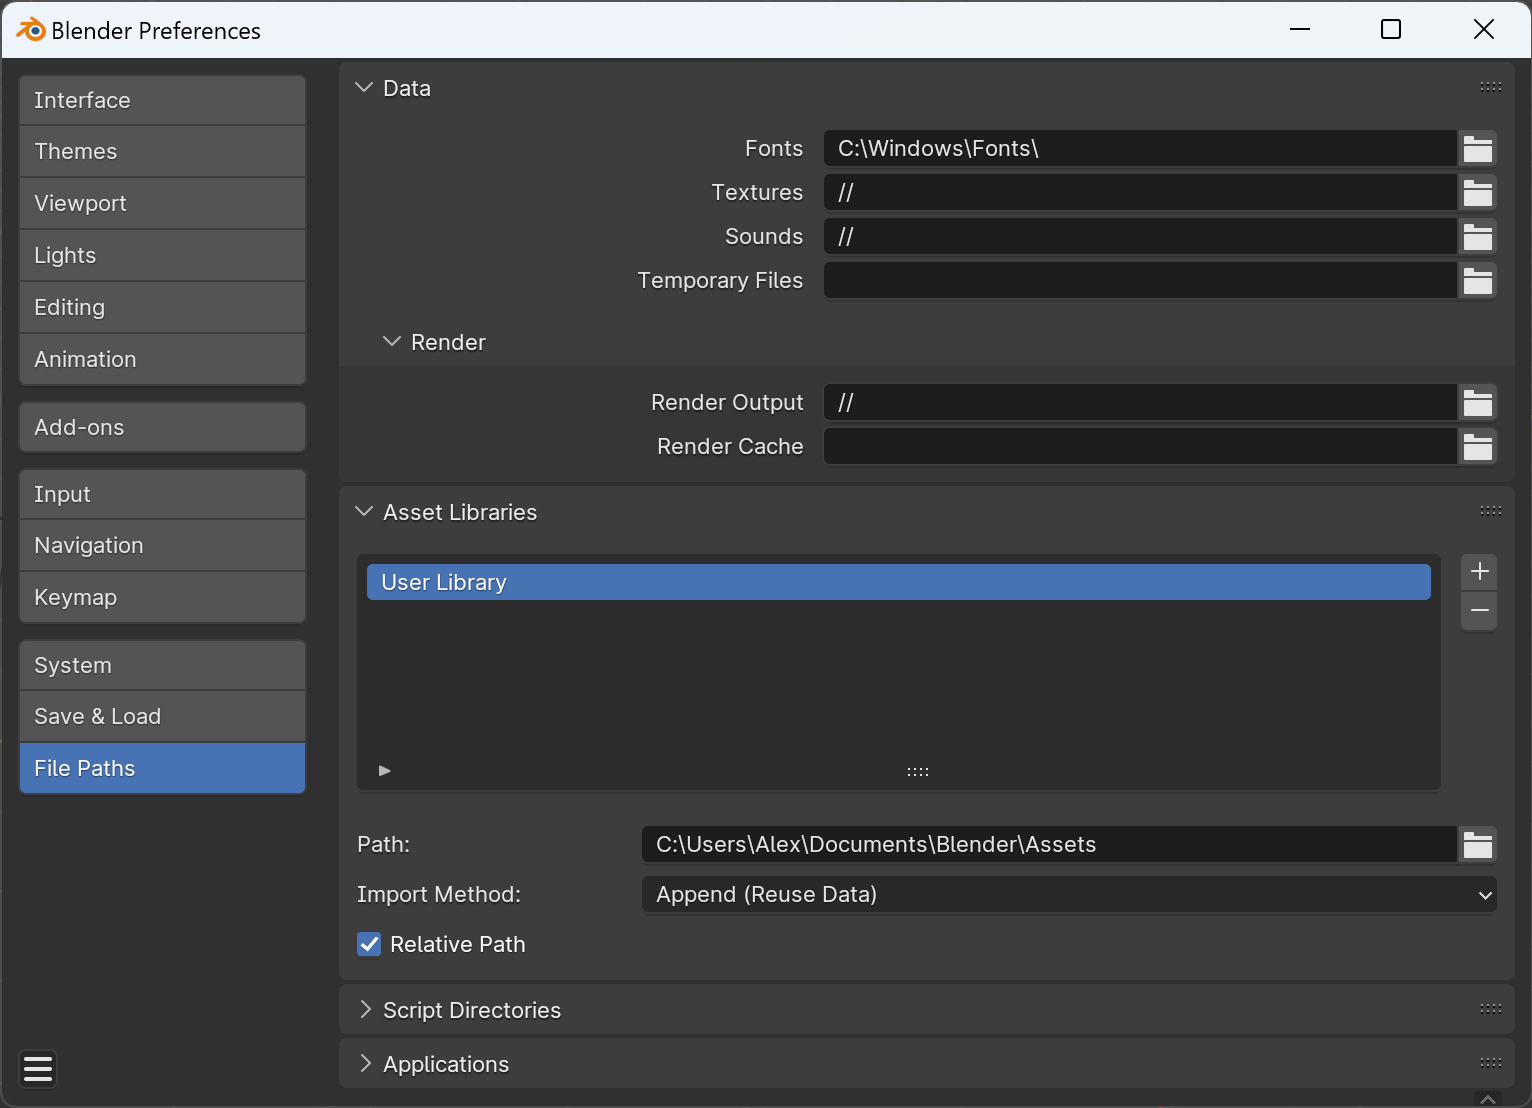 Blender Preferences
Interface
Themes
Viewport
Lights
Editing
Animation
Add-ons
Input
Navigation
Keymap
System
Save & Load
File Paths
Data
Fonts C:\Windows\Fonts\
Textures //
Sounds //
Temporary Files
Render
Render Output //
Render Cache
Asset Libraries
User Library
Path: C:\Users\Alex\Documents\Blender\Assets
Import Method: Append (Reuse Data)
Relative Path
Script Directories
Applications